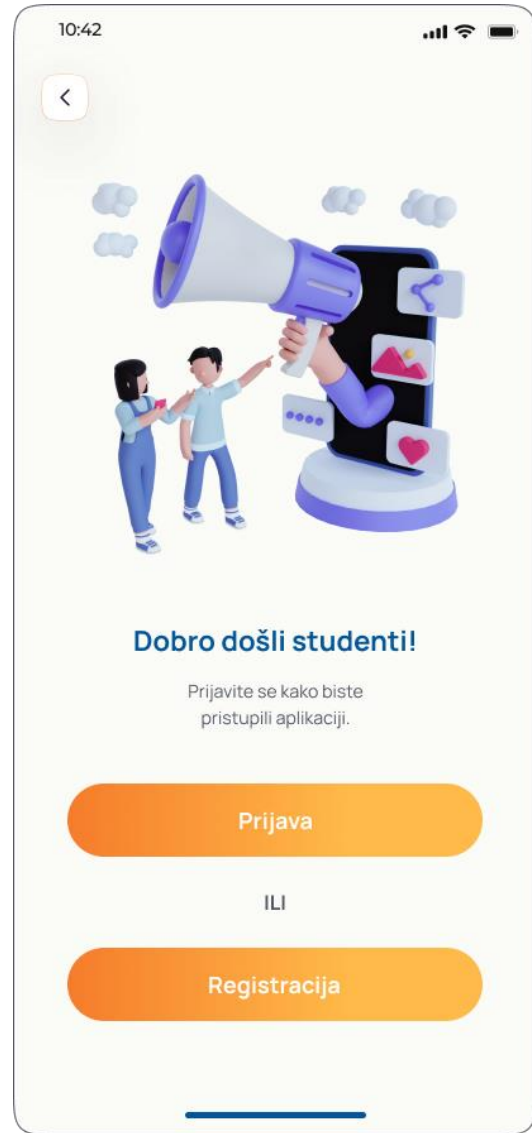 10:42
Dobro došli studenti!
Prijavite se kako biste
pristupili aplikaciji.
Prijava
ILI
Registracija